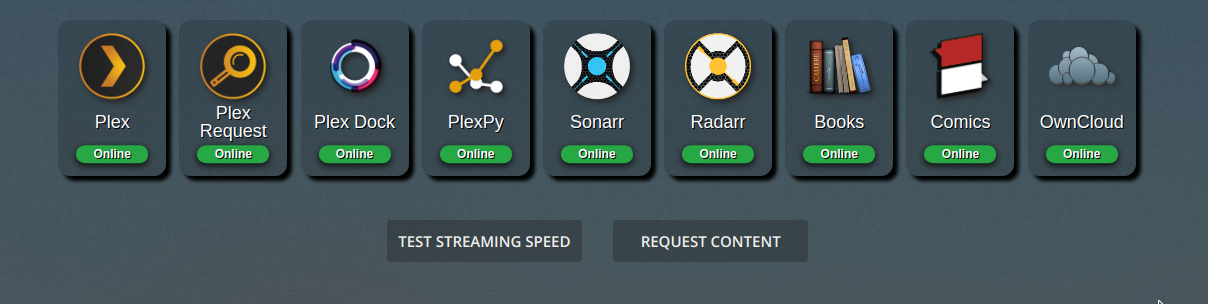 Plex
Plex
Request
Plex Dock
PlexPy
Sonarr
Radarr
Books
Comics
OwnCloud
Online
Online
Online
Online
Online
Online
Online
Online
Online
TEST STREAMING SPEED
REQUEST CONTENT